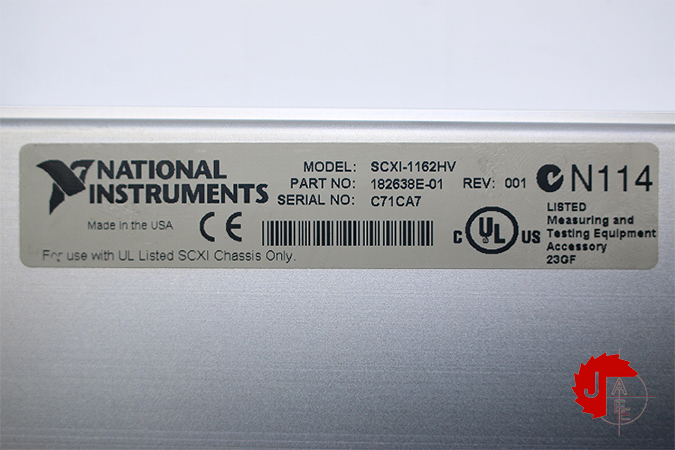 NATIONAL
INSTRUMENTS
Made in the USA
CE
MODEL: SCXI-1162HV
PART NO: 182638E-01 REV: 001
SERIAL NO: C71CA7
N114
C UL US
LISTED
Measuring and
Testing Equipment
Accessory
23GF
For use with UL Listed SCXI Chassis Only.
J
A